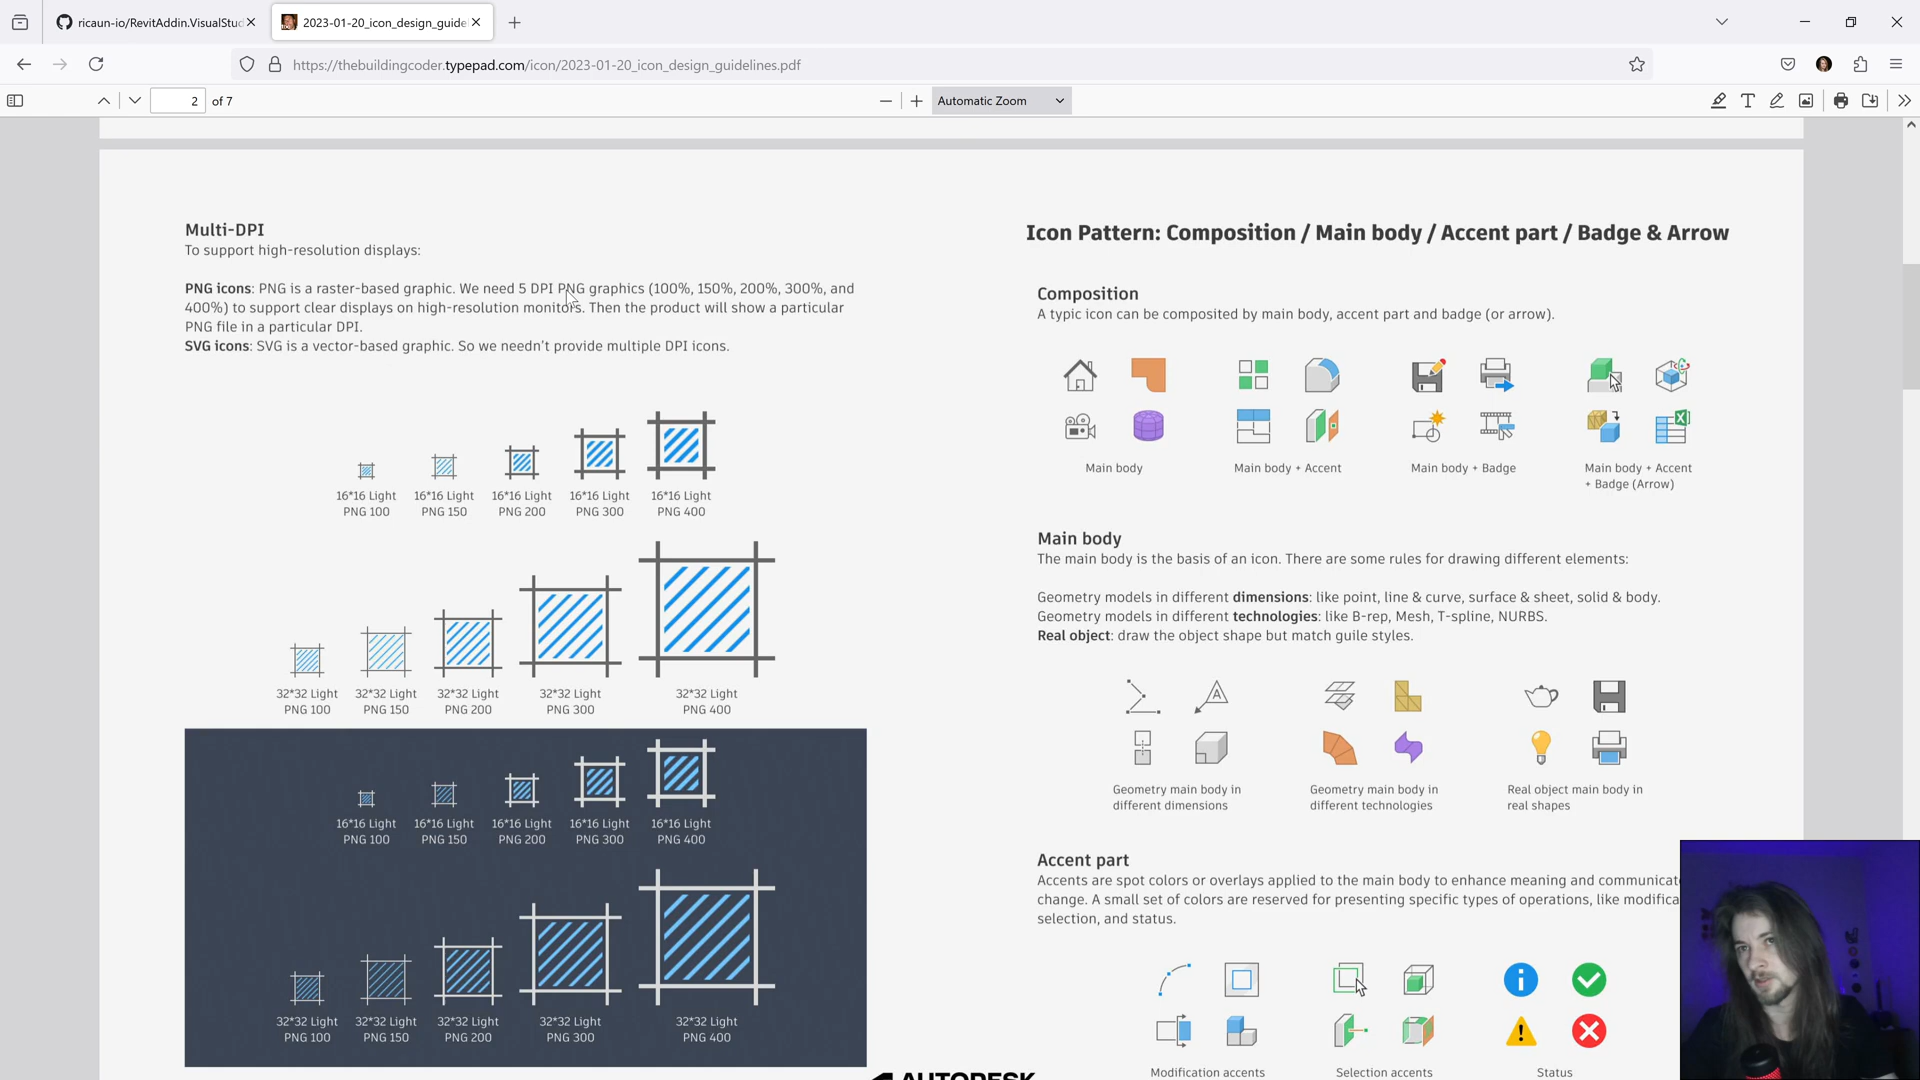 ricaun-io/RevitAddin.VisualStud
2023-01-20_icon_design_guide
https://thebuildingcoder.typepad.com/icon/2023-01-20_icon_design_guidelines.pdf
2 of 7
Automatic Zoom
Multi-DPI
To support high-resolution displays:
PNG icons: PNG is a raster-based graphic. We need 5 DPI PNG graphics (100%, 150%, 200%, 300%, and
400%) to support clear displays on high-resolution monitors. Then the product will show a particular
PNG file in a particular DPI.
SVG icons: SVG is a vector-based graphic. So we needn't provide multiple DPI icons.
16*16 Light 16*16 Light 16*16 Light 16*16 Light 16*16 Light
PNG 100 PNG 150 PNG 200 PNG 300 PNG 400
32*32 Light 32*32 Light 32*32 Light 32*32 Light 32*32 Light
PNG 100 PNG 150 PNG 200 PNG 300 PNG 400
16*16 Light 16*16 Light 16*16 Light 16*16 Light 16*16 Light
PNG 100 PNG 150 PNG 200 PNG 300 PNG 400
32*32 Light 32*32 Light 32*32 Light 32*32 Light 32*32 Light
PNG 100 PNG 150 PNG 200 PNG 300 PNG 400
Icon Pattern: Composition / Main body / Accent part / Badge & Arrow
Composition
A typic icon can be composited by main body, accent part and badge (or arrow).
Main body Main body + Accent Main body + Badge Main body + Accent
+ Badge (Arrow)
Main body
The main body is the basis of an icon. There are some rules for drawing different elements:
Geometry models in different dimensions: like point, line & curve, surface & sheet, solid & body.
Geometry models in different technologies: like B-rep, Mesh, T-spline, NURBS.
Real object: draw the object shape but match guile styles.
Geometry main body in Geometry main body in Real object main body in
different dimensions different technologies real shapes
Accent part
Accents are spot colors or overlays applied to the main body to enhance meaning and communicat
change. A small set of colors are reserved for presenting specific types of operations, like modifica
selection, and status.
Modification accents Selection accents Status
AUTODESK